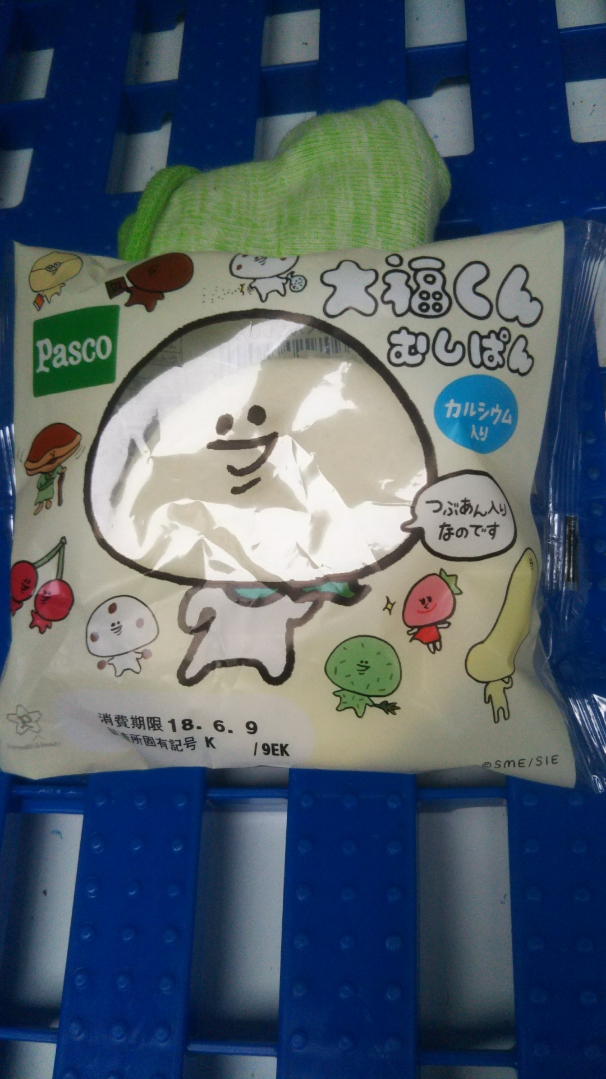 大福くん
むしぱん
Pasco
カルシウム
入り
つぶあん入り
なのです
消費期限 18. 6. 9
所固有記号 K /9EK
©SME/SIE